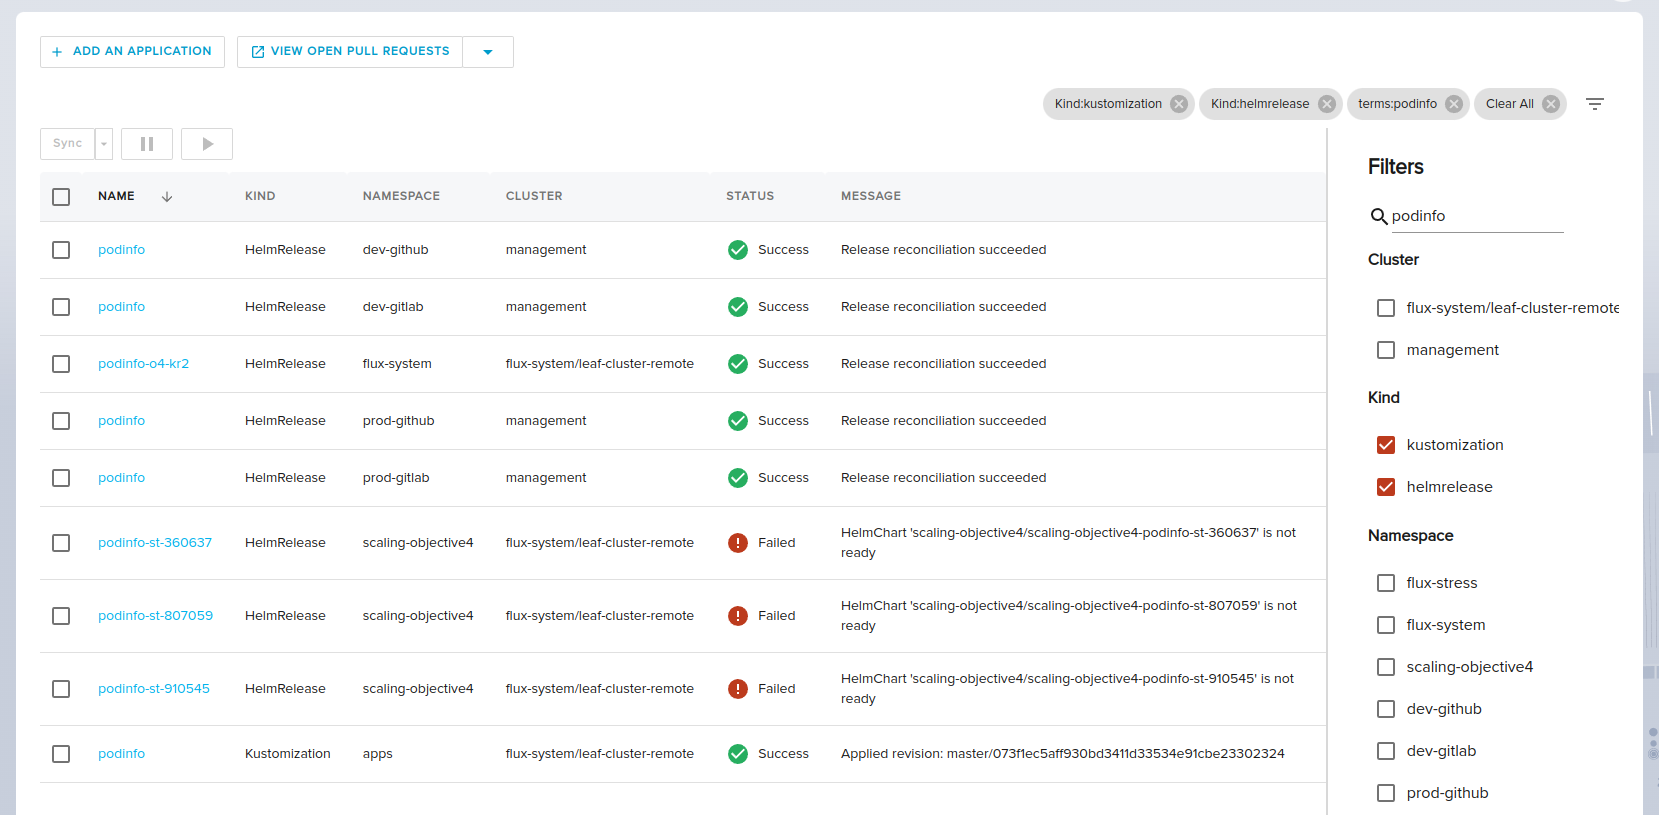 ADD AN APPLICATION
VIEW OPEN PULL REQUESTS
Kind:kustomization Kind:helmrelease terms:podinfo Clear All
Sync
NAME KIND NAMESPACE CLUSTER STATUS MESSAGE
podinfo HelmRelease dev-github management Success Release reconciliation succeeded
podinfo HelmRelease dev-gitlab management Success Release reconciliation succeeded
podinfo-o4-kr2 HelmRelease flux-system flux-system/leaf-cluster-remote Success Release reconciliation succeeded
podinfo HelmRelease prod-github management Success Release reconciliation succeeded
podinfo HelmRelease prod-gitlab management Success Release reconciliation succeeded
podinfo-st-360637 HelmRelease scaling-objective4 flux-system/leaf-cluster-remote Failed HelmChart 'scaling-objective4/scaling-objective4-podinfo-st-360637' is not
ready
podinfo-st-807059 HelmRelease scaling-objective4 flux-system/leaf-cluster-remote Failed HelmChart 'scaling-objective4/scaling-objective4-podinfo-st-807059' is not
ready
podinfo-st-910545 HelmRelease scaling-objective4 flux-system/leaf-cluster-remote Failed HelmChart 'scaling-objective4/scaling-objective4-podinfo-st-910545' is not
ready
podinfo Kustomization apps flux-system/leaf-cluster-remote Success Applied revision: master/073f1ec5aff930bd3411d33534e91cbe23302324
Filters
podinfo
Cluster
flux-system/leaf-cluster-remote
management
Kind
kustomization
helmrelease
Namespace
flux-stress
flux-system
scaling-objective4
dev-github
dev-gitlab
prod-github